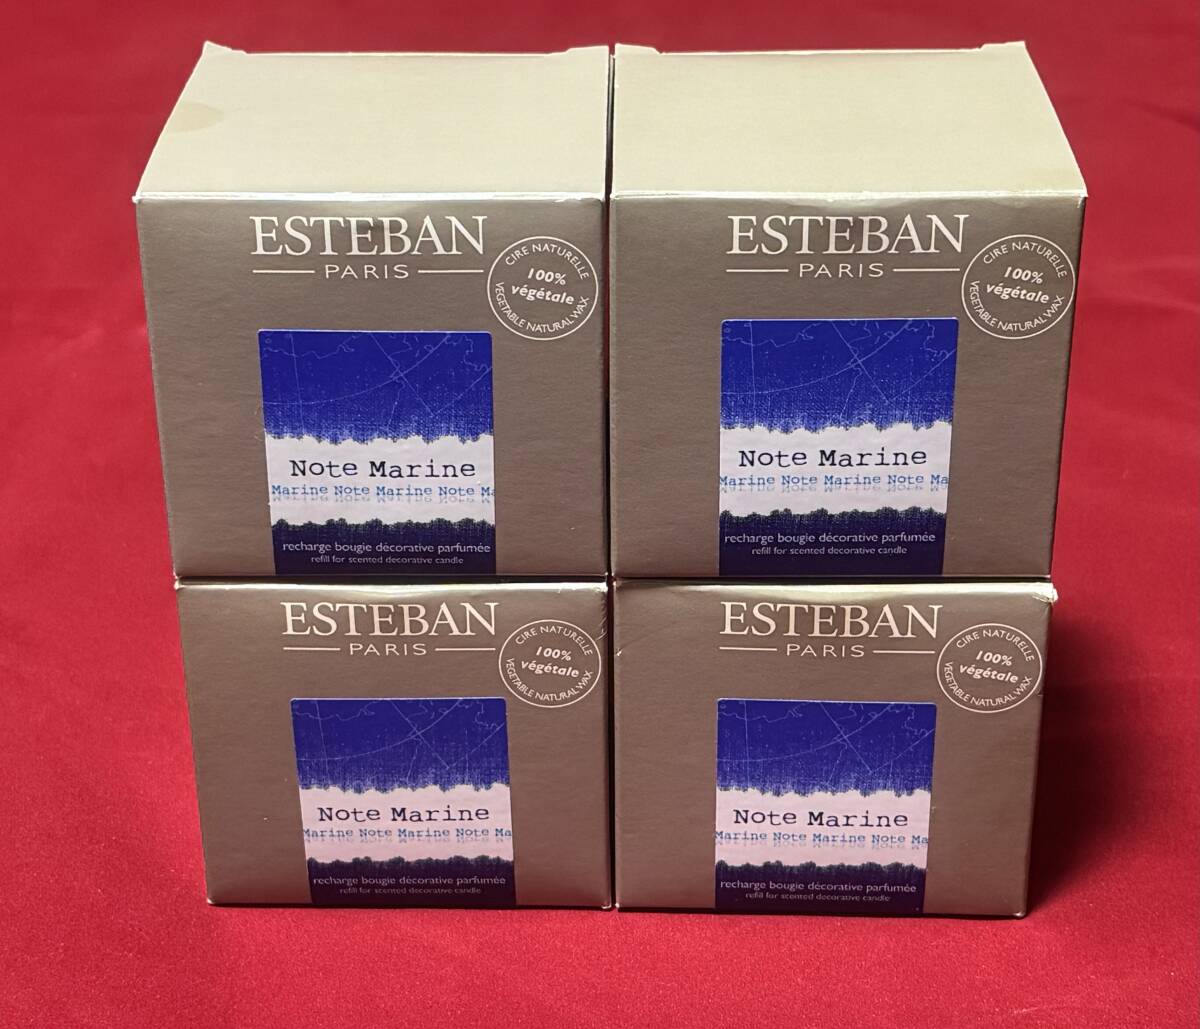 ESTEBAN
PARIS
CIRE NATURELLE
100%
végétale
VEGETABLE NATURAL WAX
Note Marine
Marine Note Marine Note Ma
recharge bougie décorative parfumée
refill for scented decorative candle
ESTEBAN
PARIS
CIRE NATURELLE
100%
végétale
VEGETABLE NATURAL WAX
Note Marine
Marine Note Marine Note Ma
recharge bougie décorative parfumée
refill for scented decorative candle
ESTEBAN
PARIS
CIRE NATURELLE
100%
végétale
VEGETABLE NATURAL WAX
Note Marine
Marine Note Marine Note Ma
recharge bougie décorative parfumée
refill for scented decorative candle
ESTEBAN
PARIS
CIRE NATURELLE
100%
végétale
VEGETABLE NATURAL WAX
Note Marine
Marine Note Marine Note Ma
recharge bougie décorative parfumée
refill for scented decorative candle